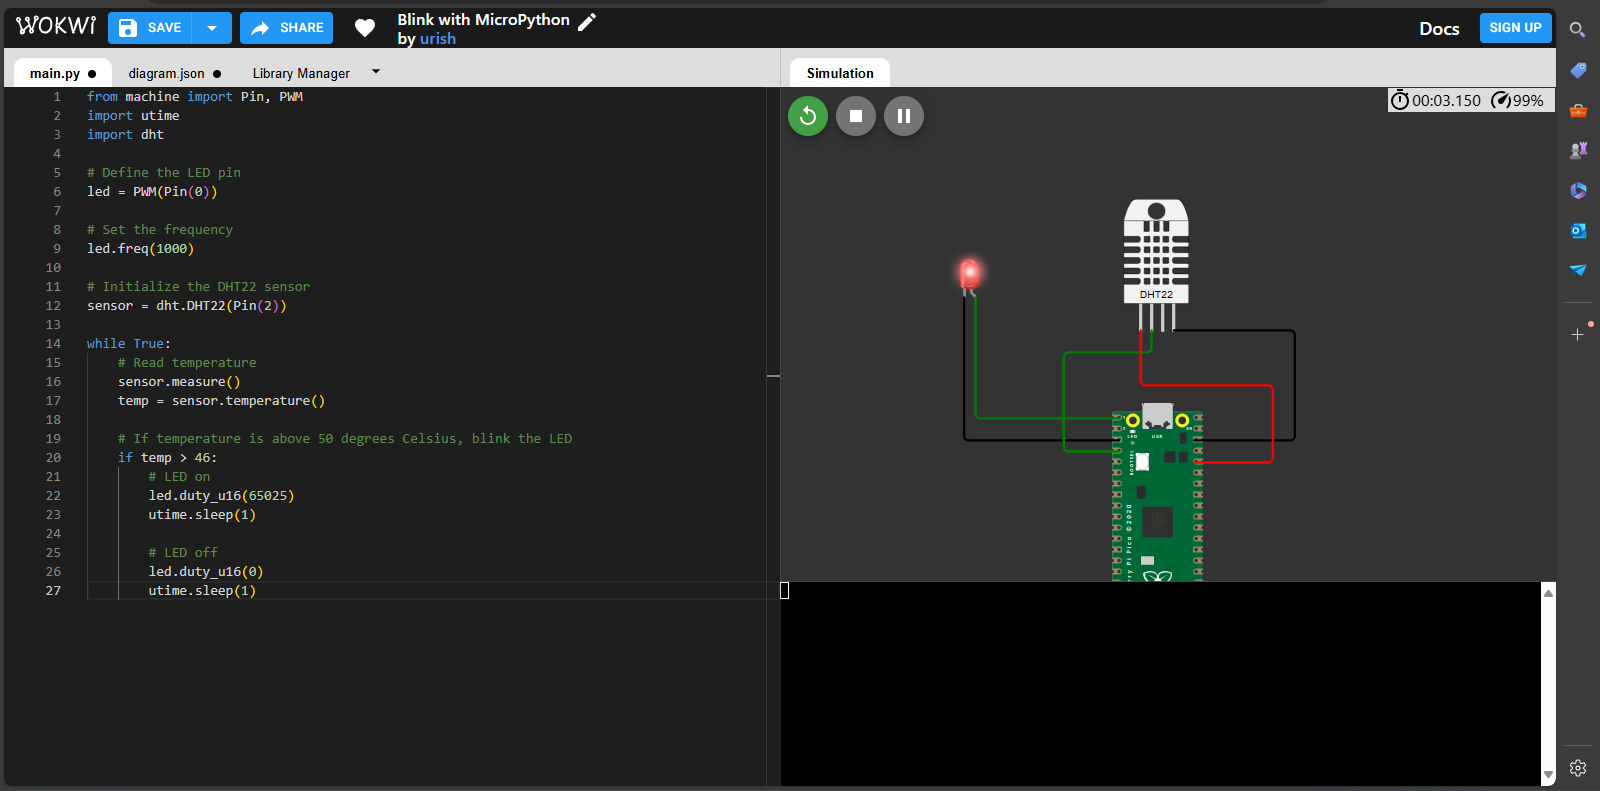 WOKWI
SAVE
SHARE
Blink with MicroPython
by urish
Docs
SIGN UP
main.py ●
diagram.json ●
Library Manager
Simulation
1 from machine import Pin, PWM
2 import utime
3 import dht
4
5 # Define the LED pin
6 led = PWM(Pin(0))
7
8 # Set the frequency
9 led.freq(1000)
10
11 # Initialize the DHT22 sensor
12 sensor = dht.DHT22(Pin(2))
13
14 while True:
15     # Read temperature
16     sensor.measure()
17     temp = sensor.temperature()
18
19     # If temperature is above 50 degrees Celsius, blink the LED
20     if temp > 46:
21         # LED on
22         led.duty_u16(65025)
23         utime.sleep(1)
24
25         # LED off
26         led.duty_u16(0)
27         utime.sleep(1)
00:03.150
99%
DHT22
LED
USB
BOOTSEL
rry Pi Pico ©2020